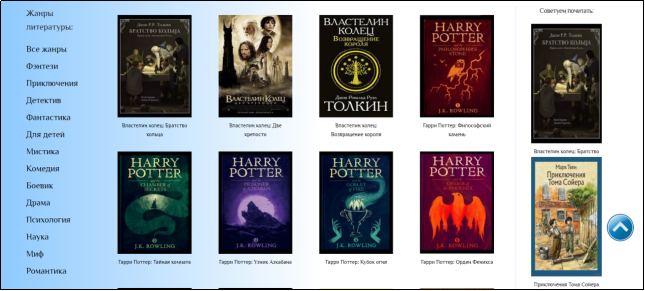 Жанры
литературы:
Все жанры
Фэнтези
Приключения
Детектив
Фантастика
Для детей
Мистика
Комедия
Боевик
Драма
Психология
Наука
Миф
Романтика
БРАТСТВО КОЛЬЦА
Властелин колец: Братство
кольца
ВЛАСТЕЛИН КОЛЕЦ
Властелин колец: Две
крепости
ВЛАСТЕЛИН
КОЛЕЦ
ВОЗВРАЩЕНИЕ
КОРОЛЯ
Джон Рональд Руэл
ТОЛКИН
Властелин колец:
Возвращение короля
HARRY
POTTER
AND THE
PHILOSOPHER'S
STONE
J.K. ROWLING
Гарри Поттер: Философский
камень
HARRY
POTTER
AND THE
CHAMBER of
SECRETS
J.K. ROWLING
Гарри Поттер: Тайная комната
HARRY
POTTER
AND THE
PRISONER of
AZKABAN
J.K. ROWLING
Гарри Поттер: Узник Азкабана
HARRY
POTTER
AND THE
GOBLET of
FIRE
J.K. ROWLING
Гарри Поттер: Кубок огня
HARRY
POTTER
AND THE
ORDER of
the PHOENIX
J.K. ROWLING
Гарри Поттер: Орден Феникса
Советуем почитать:
БРАТСТВО КОЛЬЦА
Властелин колец: Братство
Марк Твен
Приключения
Тома Сойера
Приключения Тома Сойера